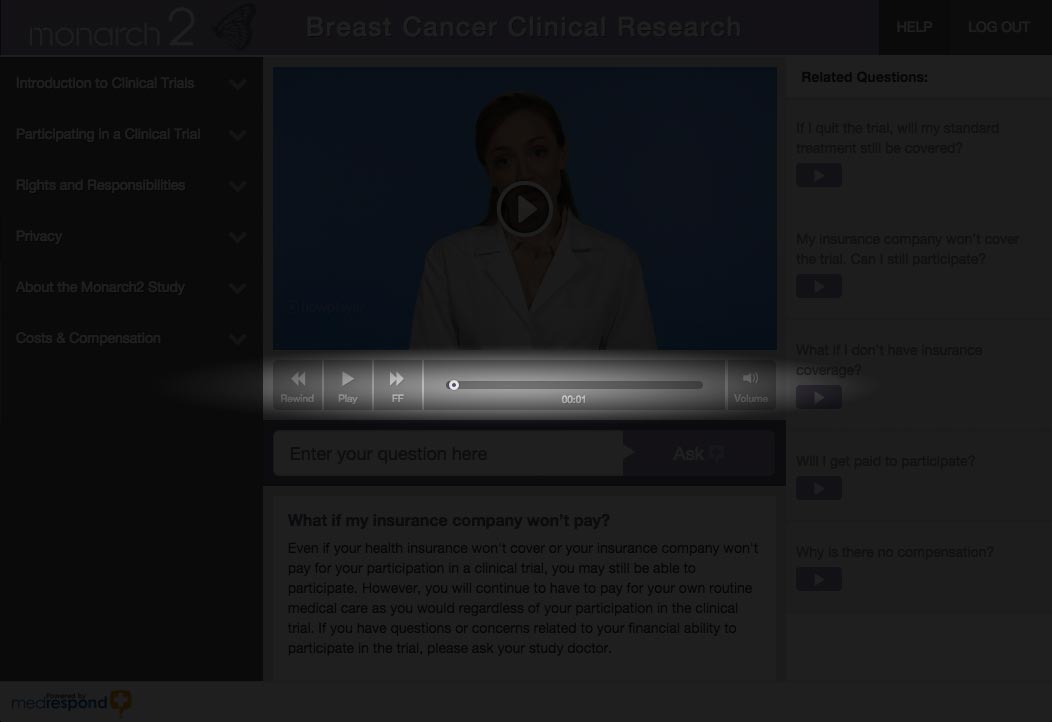 monarch 2
Breast Cancer Clinical Research
HELP
LOG OUT
Introduction to Clinical Trials
Participating in a Clinical Trial
Rights and Responsibilities
Privacy
About the Monarch2 Study
Costs & Compensation
flowplayer
Rewind
Play
FF
00:01
Volume
Enter your question here
Ask
What if my insurance company won't pay?
Even if your health insurance won't cover or your insurance company won't
pay for your participation in a clinical trial, you may still be able to
participate. However, you will continue to have to pay for your own routine
medical care as you would regardless of your participation in the clinical
trial. If you have questions or concerns related to your financial ability to
participate in the trial, please ask your study doctor.
Related Questions:
If I quit the trial, will my standard
treatment still be covered?
My insurance company won't cover
the trial. Can I still participate?
What if I don't have insurance
coverage?
Will I get paid to participate?
Why is there no compensation?
Powered by
medrespond